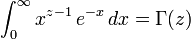 ∫₀^∞ x^{z−1} e^{−x} dx = Γ(z)